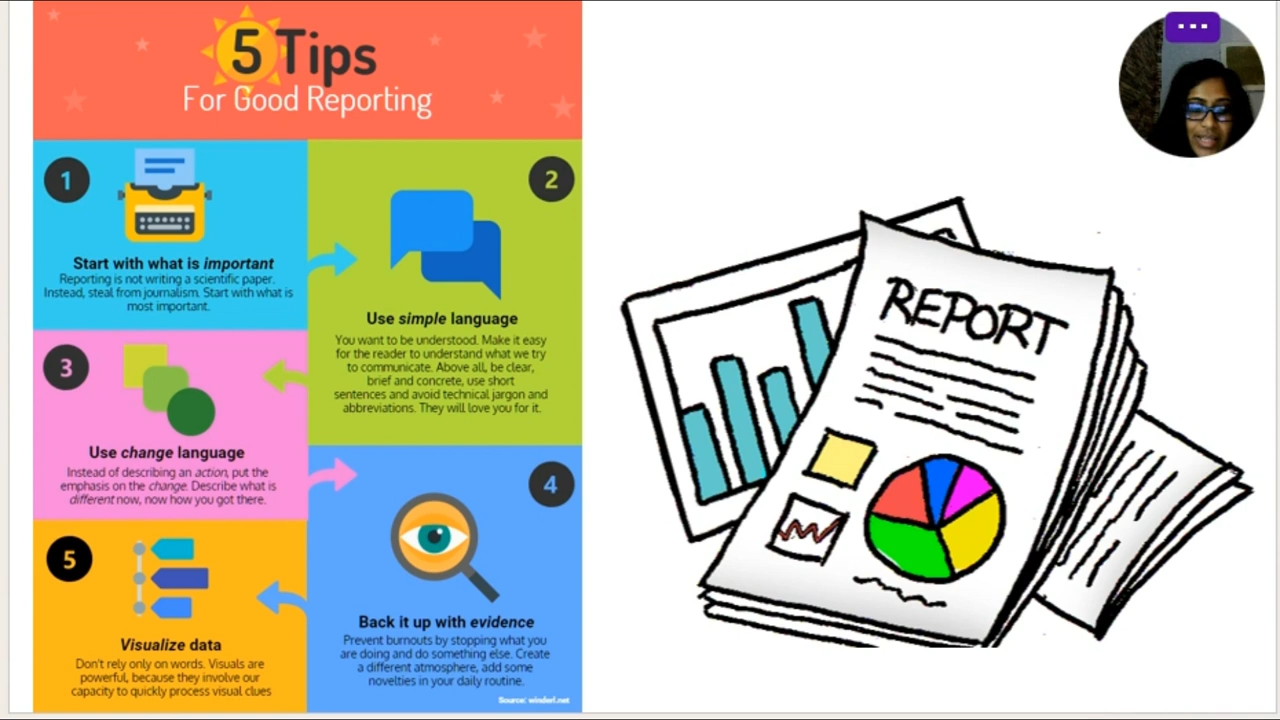 5 Tips
For Good Reporting
1
Start with what is important
Reporting is not writing a scientific paper.
Instead, steal from journalism. Start with what is
most important.
2
Use simple language
You want to be understood. Make it easy
for the reader to understand what we try
to communicate. Above all, be clear,
brief and concrete, use short
sentences and avoid technical jargon and
abbreviations. They will love you for it.
3
Use change language
Instead of describing an action, put the
emphasis on the change. Describe what is
different now, now how you got there.
4
Back it up with evidence
Prevent burnouts by stopping what you
are doing and do something else. Create
a different atmosphere, add some
novelties in your daily routine.
Source: winderl.net
5
Visualize data
Don't rely only on words. Visuals are
powerful, because they involve our
capacity to quickly process visual clues
REPORT